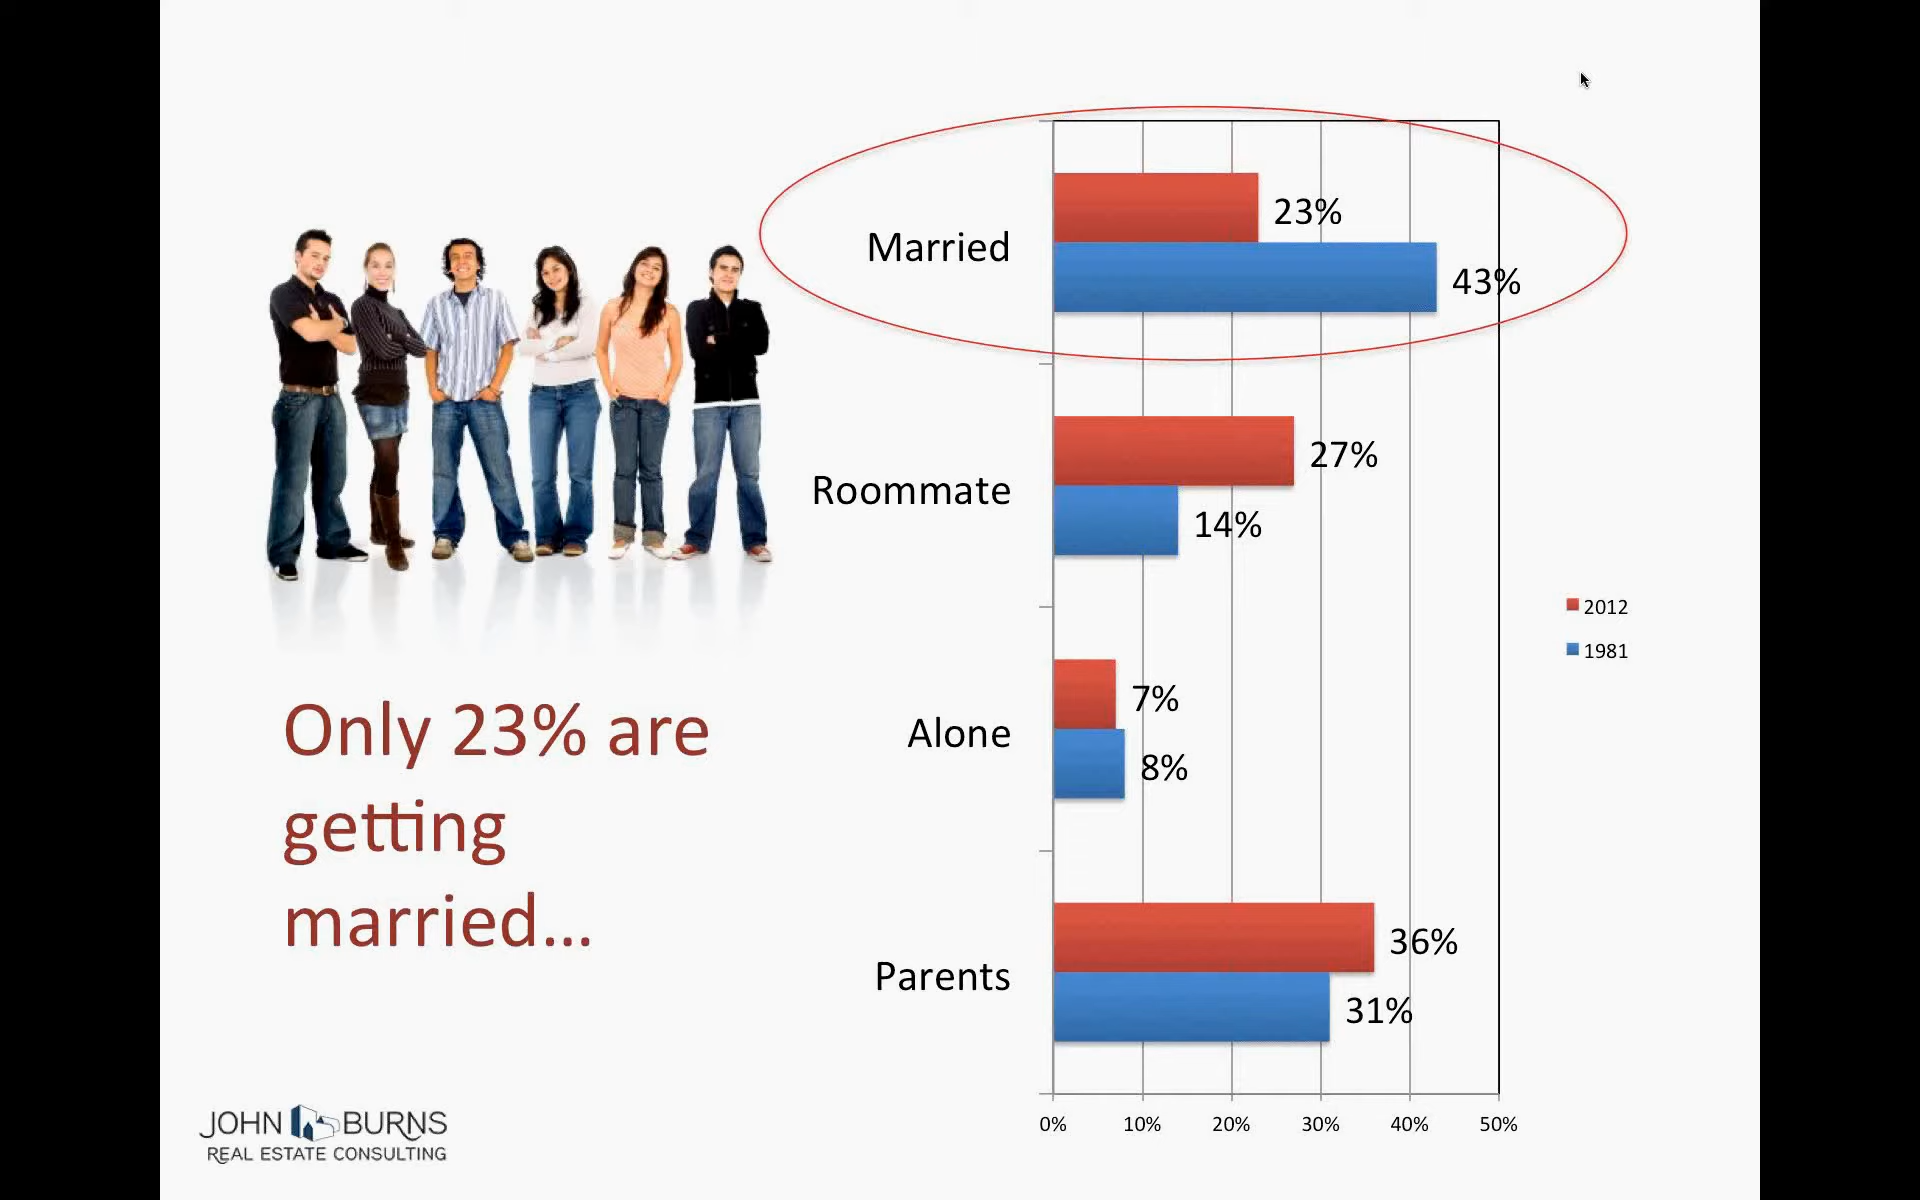 Married
23%
43%
Roommate
27%
14%
2012
1981
Alone
7%
8%
Only 23% are
getting
married...
Parents
36%
31%
0% 10% 20% 30% 40% 50%
JOHN BURNS
REAL ESTATE CONSULTING